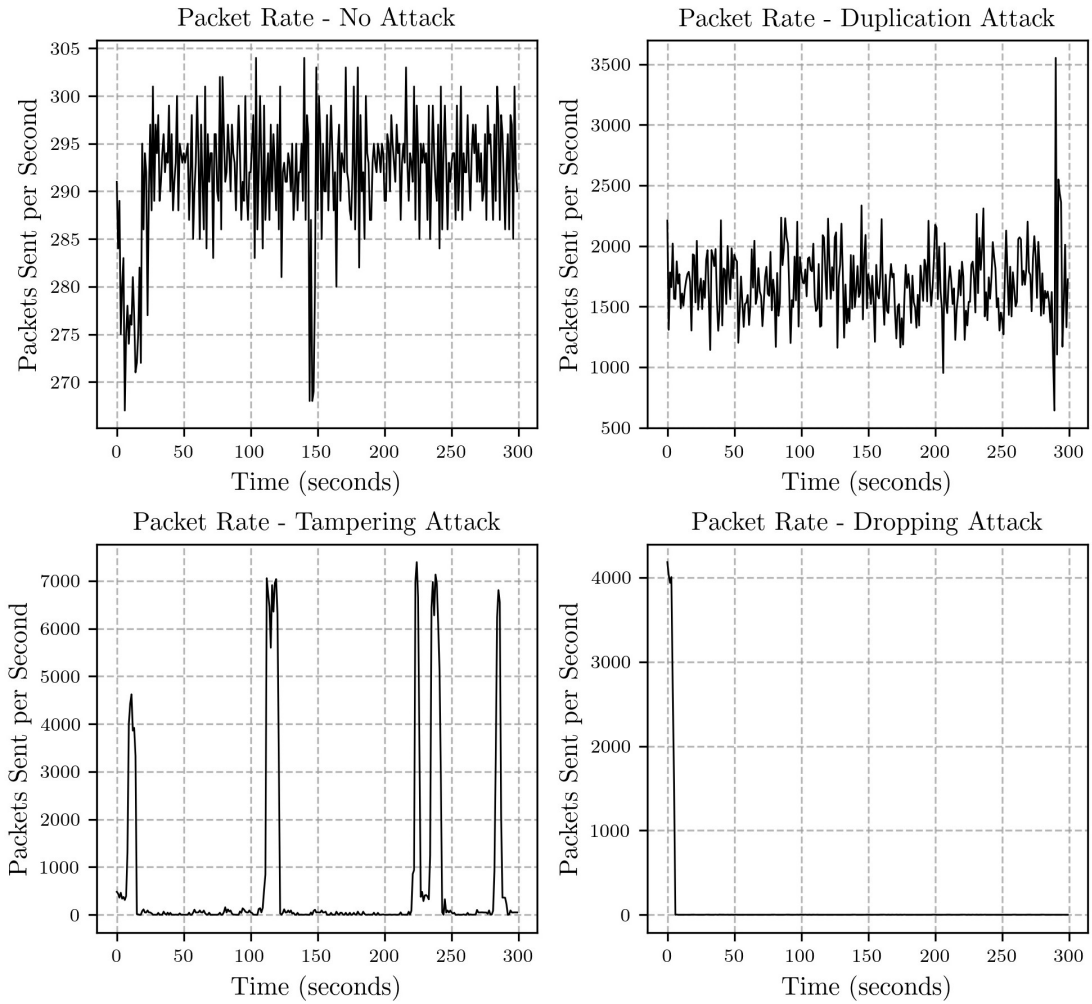 Packet Rate - No Attack
Packets Sent per Second
305
300
295
290
285
280
275
270
0 50 100 150 200 250 300
Time (seconds)
Packet Rate - Duplication Attack
Packets Sent per Second
3500
3000
2500
2000
1500
1000
500
0 50 100 150 200 250 300
Time (seconds)
Packet Rate - Tampering Attack
Packets Sent per Second
7000
6000
5000
4000
3000
2000
1000
0
0 50 100 150 200 250 300
Time (seconds)
Packet Rate - Dropping Attack
Packets Sent per Second
4000
3000
2000
1000
0
0 50 100 150 200 250 300
Time (seconds)